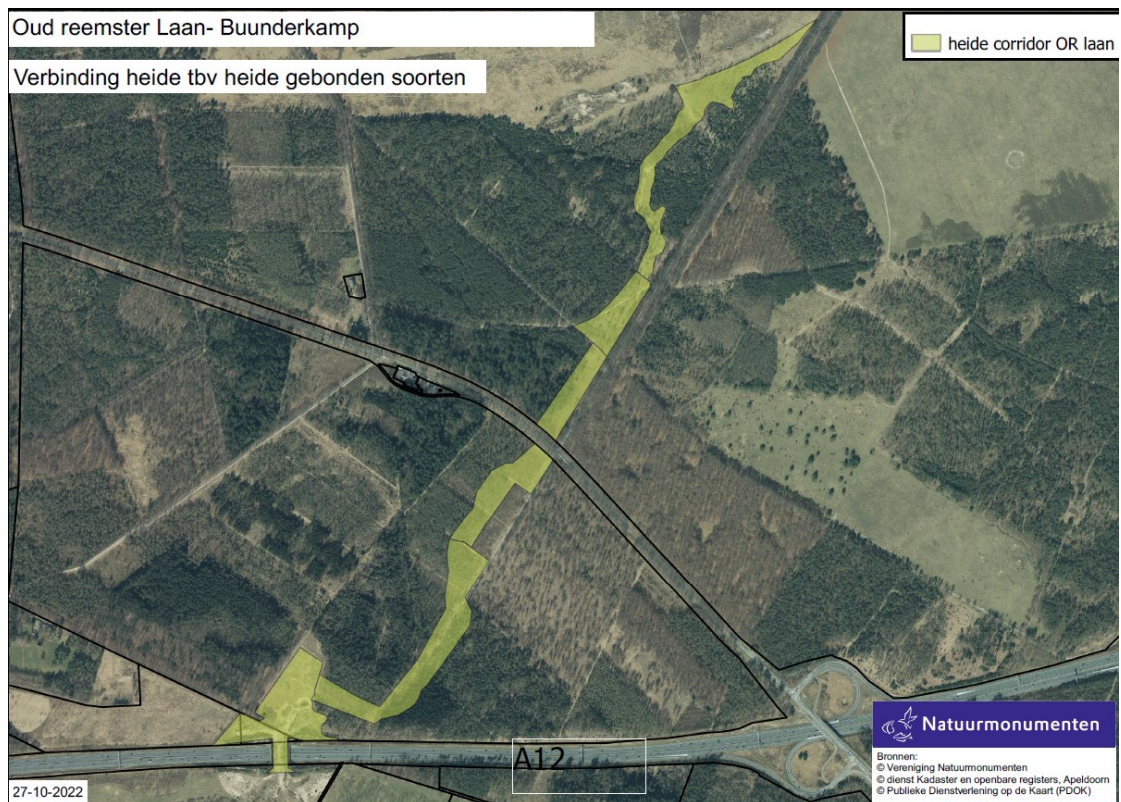 Oud reemster Laan- Buunderkamp
Verbinding heide tbv heide gebonden soorten
heide corridor OR laan
A12
Natuurmonumenten
Bronnen:
© Vereniging Natuurmonumenten
© dienst Kadaster en openbare registers, Apeldoorn
© Publieke Dienstverlening op de Kaart (PDOK)
27-10-2022